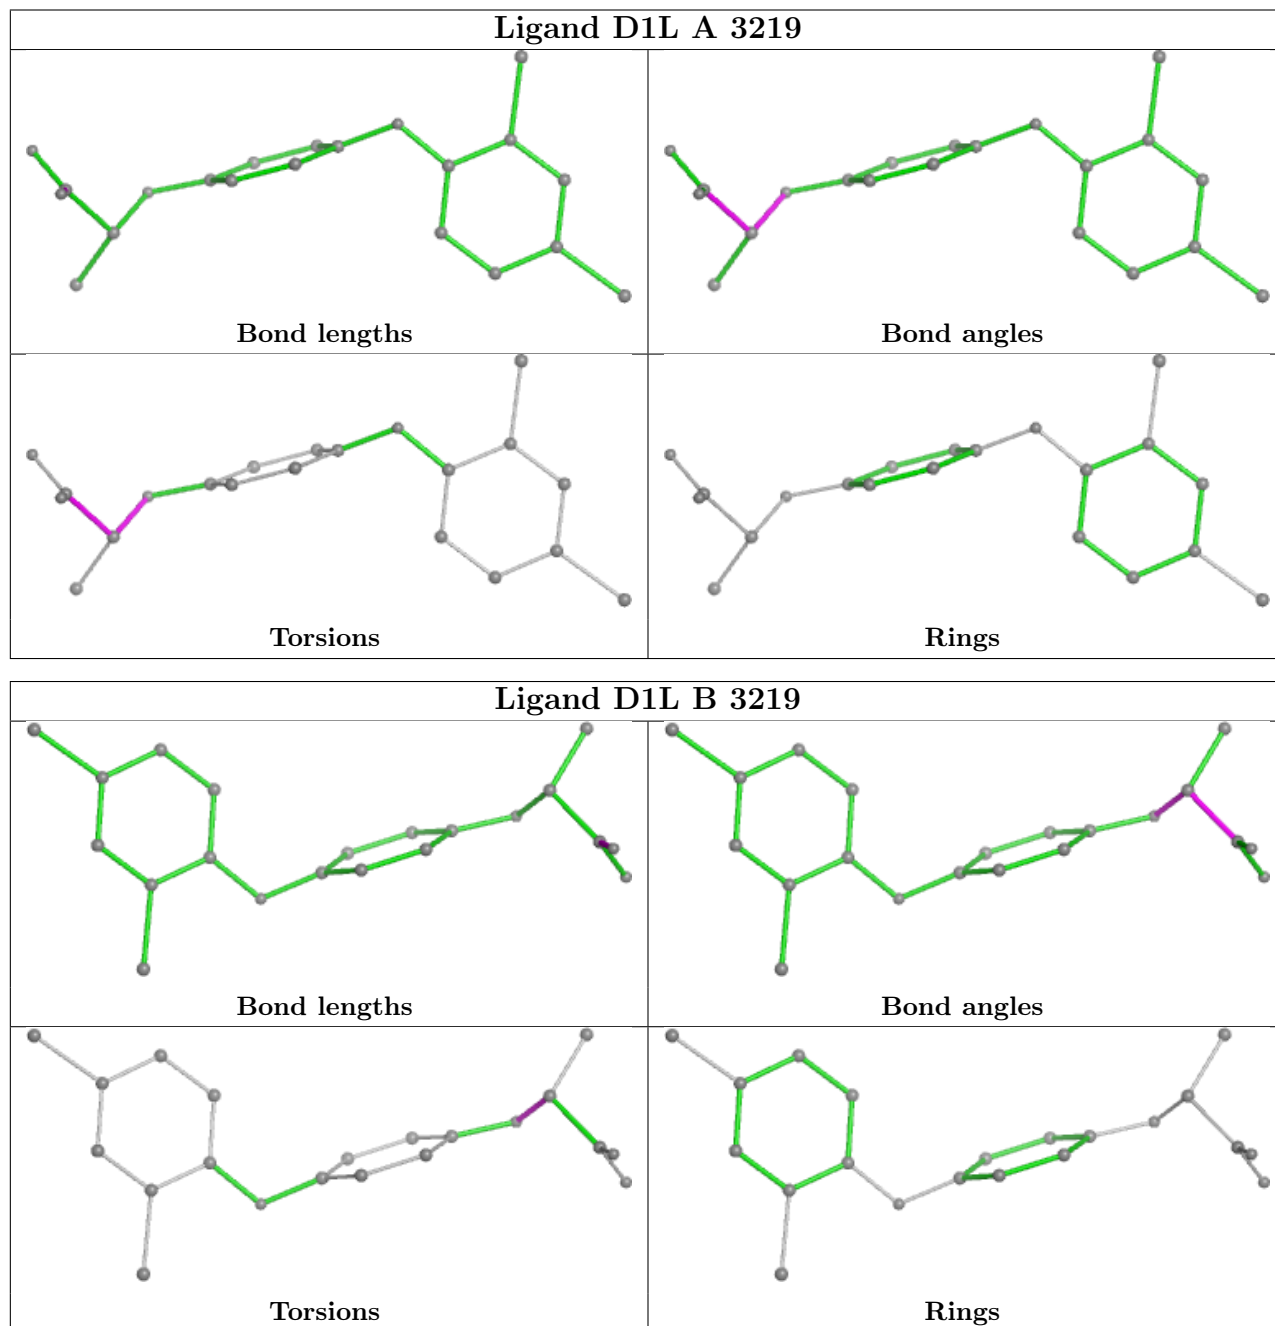 Ligand D1L A 3219
Bond lengths
Bond angles
Torsions
Rings
Ligand D1L B 3219
Bond lengths
Bond angles
Torsions
Rings